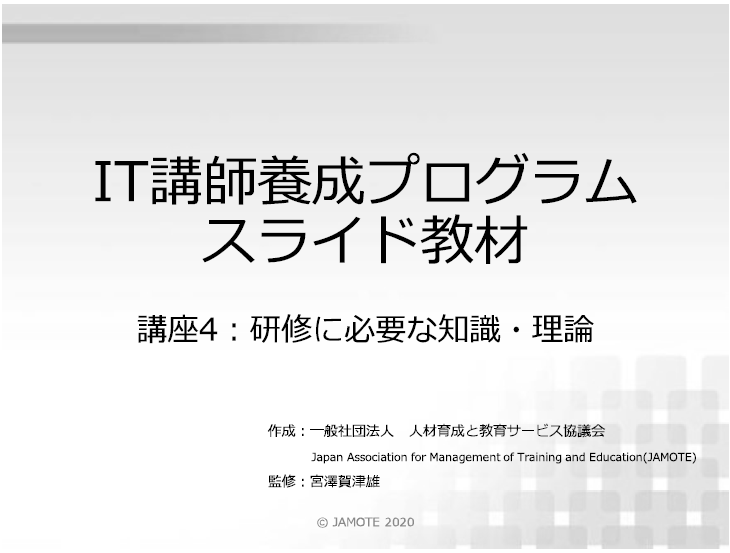 IT講師養成プログラム
スライド教材
講座4：研修に必要な知識・理論
作成：一般社団法人　人材育成と教育サービス協議会
Japan Association for Management of Training and Education(JAMOTE)
監修：宮澤賀津雄
© JAMOTE 2020